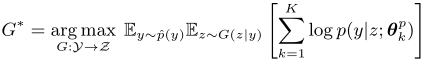 $$G^* = \underset{G:\mathcal{Y}\to\mathcal{Z}}{\arg\max}\ \mathbb{E}_{y\sim\hat{p}(y)}\mathbb{E}_{z\sim G(z|y)}\left[\sum_{k=1}^{K}\log p(y|z;\boldsymbol{\theta}_k^p)\right]$$